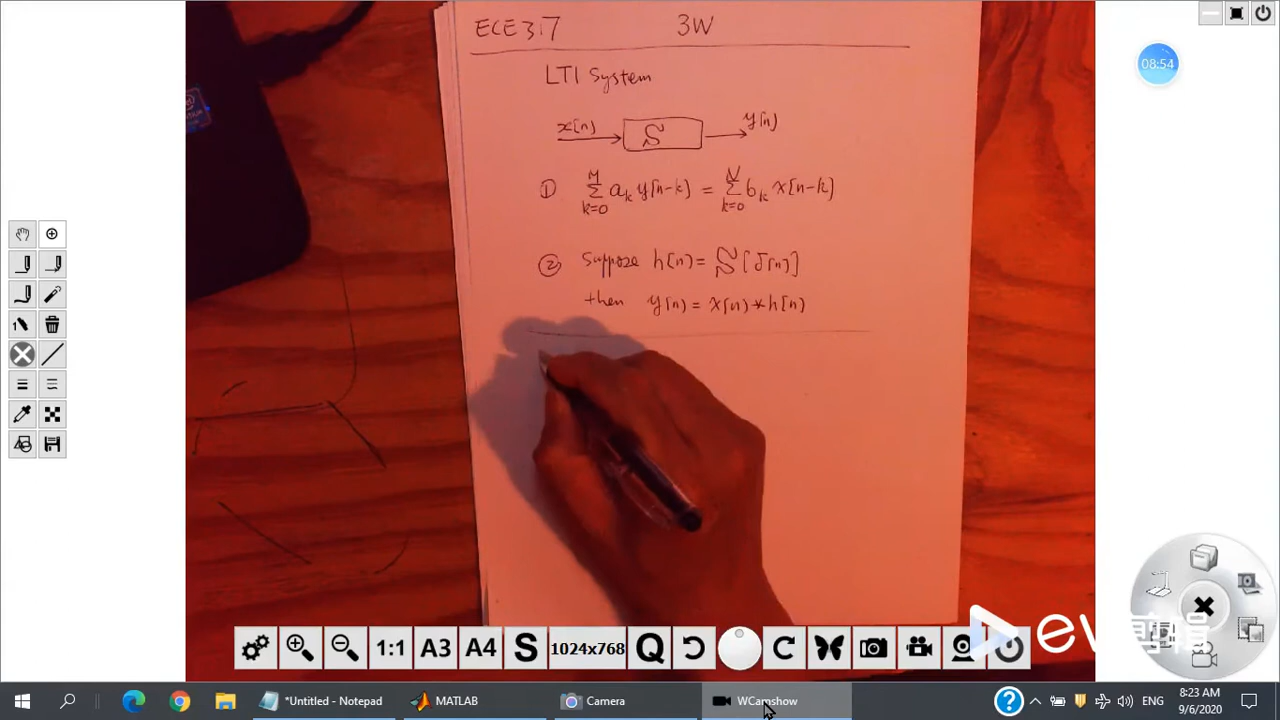 ECE 317 3W
08:54
LTI System
x[n] S y[n]
① M Σ k=0 a_k y[n-k] = N Σ k=0 b_k x[n-k]
② Suppose h[n] = S[δ[n]]
then y[n] = x[n] * h[n]
1:1 A3 A4 S 1024x768 Q
*Untitled - Notepad MATLAB Camera WCamshow ENG 8:23 AM
9/6/2020